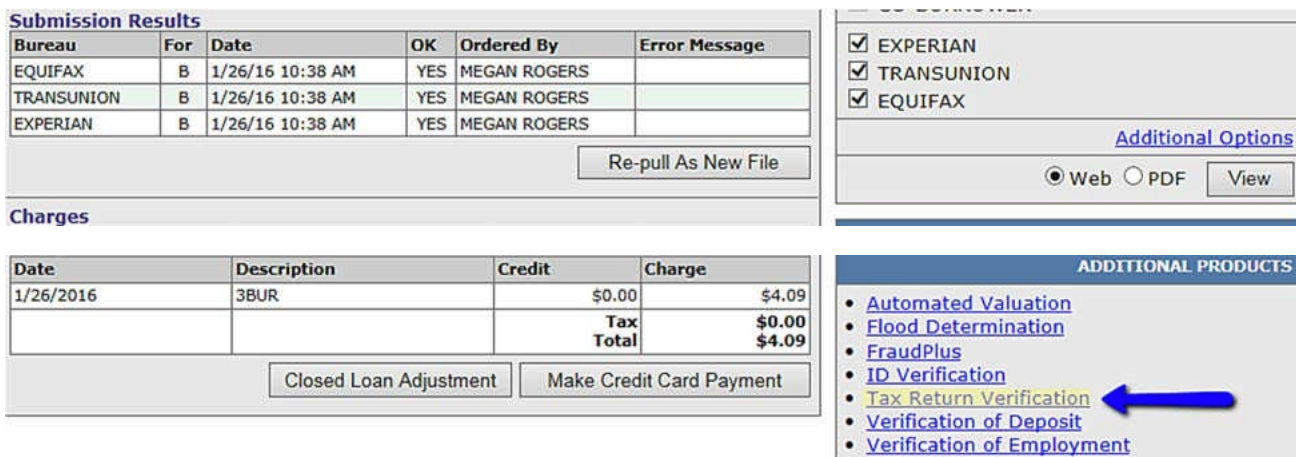 Submission Results
Bureau For Date OK Ordered By Error Message
EQUIFAX B 1/26/16 10:38 AM YES MEGAN ROGERS
TRANSUNION B 1/26/16 10:38 AM YES MEGAN ROGERS
EXPERIAN B 1/26/16 10:38 AM YES MEGAN ROGERS
Re-pull As New File
Charges
Date Description Credit Charge
1/26/2016 3BUR $0.00 $4.09
Tax $0.00
Total $4.09
Closed Loan Adjustment Make Credit Card Payment
EXPERIAN
TRANSUNION
EQUIFAX
Additional Options
Web PDF View
ADDITIONAL PRODUCTS
Automated Valuation
Flood Determination
FraudPlus
ID Verification
Tax Return Verification
Verification of Deposit
Verification of Employment